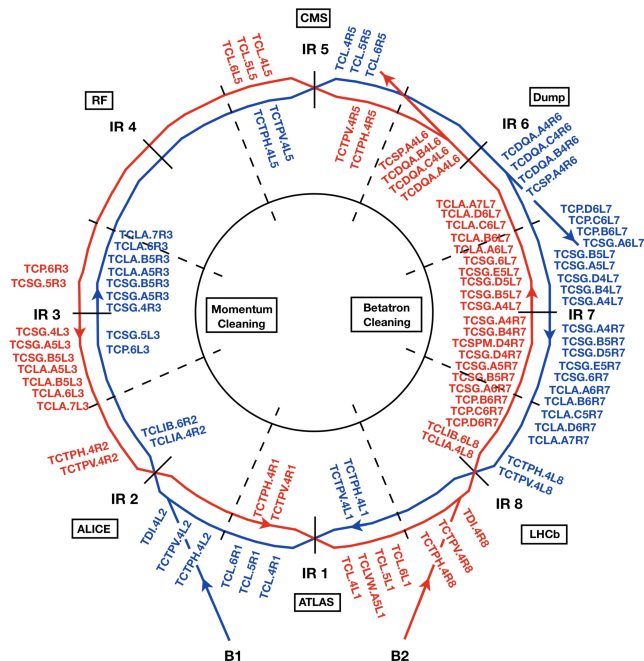 CMS
IR 5
TCL.6L5
TCL.5L5
TCL.4L5
TCL.4R5
TCL.5R5
TCL.6R5
TCTPH.4L5
TCTPV.4L5
TCTPV.4R5
TCTPH.4R5
RF
IR 4
Dump
IR 6
TCSP.A4L6
TCDQA.B4L6
TCDQA.C4L6
TCDQA.A4L6
TCDQA.A4R6
TCDQA.C4R6
TCDQA.B4R6
TCSP.A4R6
TCP.6R3
TCSG.5R3
IR 3
TCSG.4L3
TCSG.A5L3
TCSG.B5L3
TCLA.A5L3
TCLA.B5L3
TCLA.6L3
TCLA.7L3
TCLA.7R3
TCLA.6R3
TCLA.B5R3
TCLA.A5R3
TCSG.B5R3
TCSG.A5R3
TCSG.4R3
TCSG.5L3
TCP.6L3
Momentum
Cleaning
Betatron
Cleaning
TCLA.A7L7
TCLA.D6L7
TCLA.C6L7
TCLA.B6L7
TCLA.A6L7
TCSG.6L7
TCSG.E5L7
TCSG.D5L7
TCSG.B5L7
TCSG.A4L7
TCSG.A4R7
TCSG.B4R7
TCSPM.D4R7
TCSG.D4R7
TCSG.A5R7
TCSG.B5R7
TCSG.A6R7
TCP.B6R7
TCP.C6R7
TCP.D6R7
TCP.D6L7
TCP.C6L7
TCP.B6L7
TCSG.A6L7
TCSG.B5L7
TCSG.A5L7
TCSG.D4L7
TCSG.B4L7
TCSG.A4L7
IR 7
TCSG.A4R7
TCSG.B5R7
TCSG.D5R7
TCSG.E5R7
TCSG.6R7
TCLA.A6R7
TCLA.B6R7
TCLA.C5R7
TCLA.D6R7
TCLA.A7R7
TCTPH.4R2
TCTPV.4R2
TCLIB.6R2
TCLIA.4R2
IR 2
ALICE
TDI.4L2
TCTPV.4L2
TCTPH.4L2
TCTPH.4R1
TCTPV.4R1
TCL.6R1
TCL.5R1
TCL.4R1
IR 1
ATLAS
TCTPH.4L1
TCTPV.4L1
TCL.4L1
TCLVW.A5L1
TCL.5L1
TCL.6L1
TCLIB.6L8
TCLIA.4L8
TCTPH.4L8
TCTPV.4L8
IR 8
LHCb
TDI.4R8
TCTPV.4R8
TCTPH.4R8
B1
B2